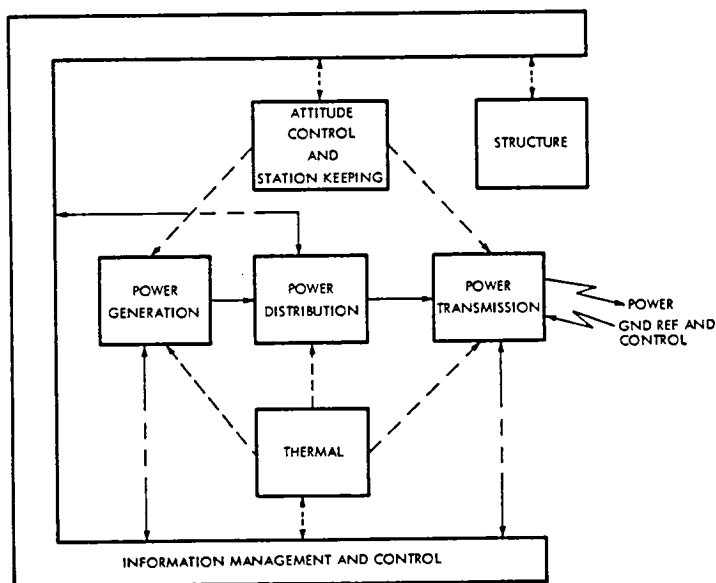 ATTITUDE
CONTROL
AND
STATION KEEPING
STRUCTURE
POWER
GENERATION
POWER
DISTRIBUTION
POWER
TRANSMISSION
POWER
GND REF AND
CONTROL
THERMAL
INFORMATION MANAGEMENT AND CONTROL